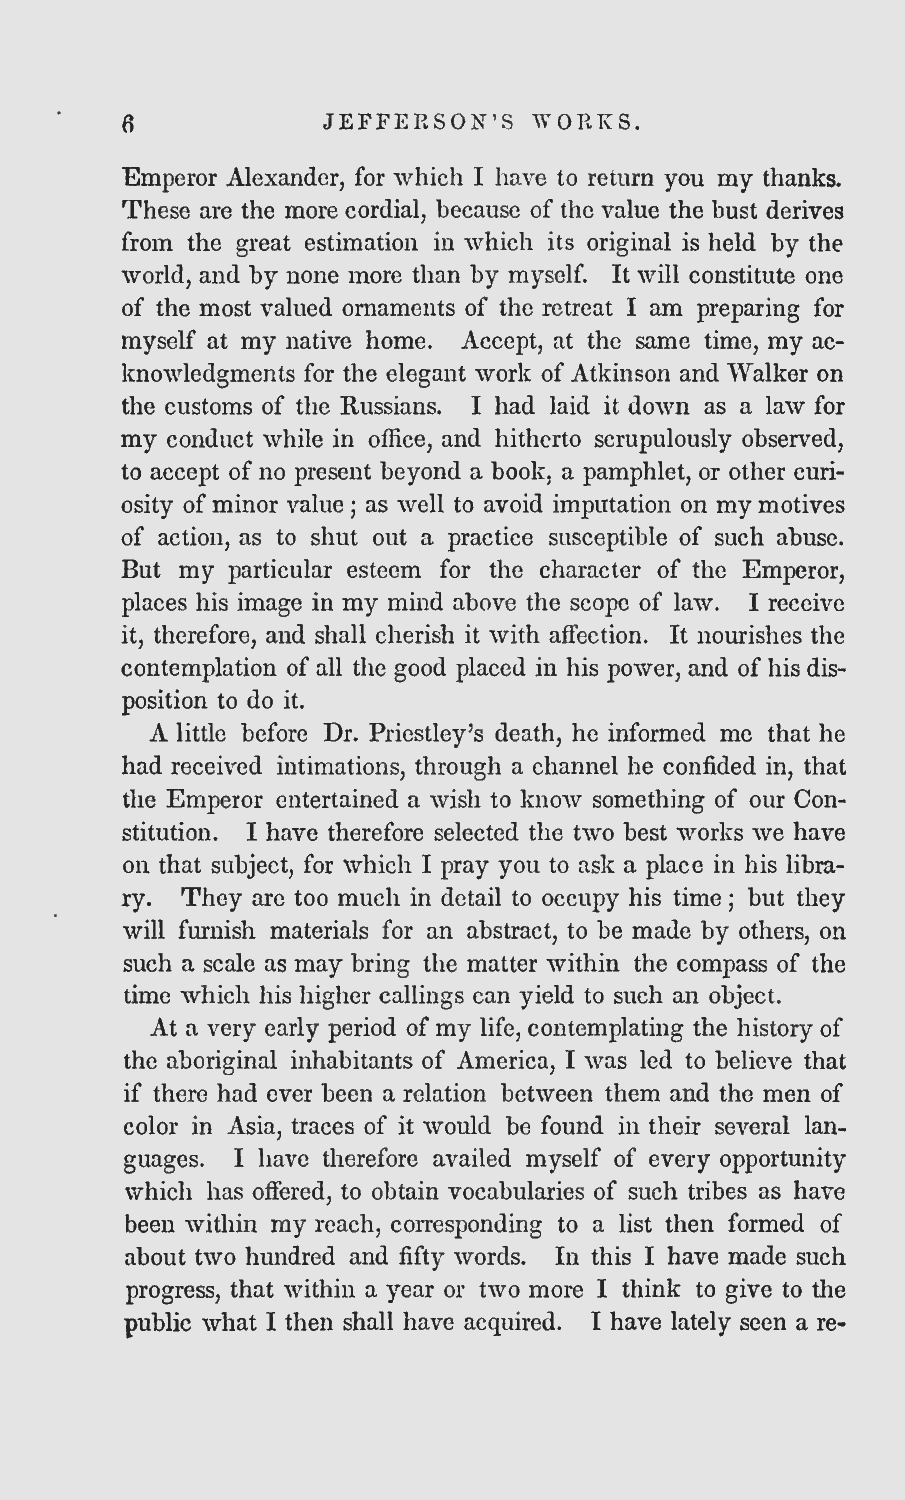 6 JEFFERSON'S WORKS.
Emperor Alexander, for which I have to return you my thanks.
These are the more cordial, because of the value the bust derives
from the great estimation in which its original is held by the
world, and by none more than by myself. It will constitute one
of the most valued ornaments of the retreat I am preparing for
myself at my native home. Accept, at the same time, my ac-
knowledgments for the elegant work of Atkinson and Walker on
the customs of the Russians. I had laid it down as a law for
my conduct while in office, and hitherto scrupulously observed,
to accept of no present beyond a book, a pamphlet, or other curi-
osity of minor value; as well to avoid imputation on my motives
of action, as to shut out a practice susceptible of such abuse.
But my particular esteem for the character of the Emperor,
places his image in my mind above the scope of law. I receive
it, therefore, and shall cherish it with affection. It nourishes the
contemplation of all the good placed in his power, and of his dis-
position to do it.
A little before Dr. Priestley's death, he informed me that he
had received intimations, through a channel he confided in, that
the Emperor entertained a wish to know something of our Con-
stitution. I have therefore selected the two best works we have
on that subject, for which I pray you to ask a place in his libra-
ry. They are too much in detail to occupy his time; but they
will furnish materials for an abstract, to be made by others, on
such a scale as may bring the matter within the compass of the
time which his higher callings can yield to such an object.
At a very early period of my life, contemplating the history of
the aboriginal inhabitants of America, I was led to believe that
if there had ever been a relation between them and the men of
color in Asia, traces of it would be found in their several lan-
guages. I have therefore availed myself of every opportunity
which has offered, to obtain vocabularies of such tribes as have
been within my reach, corresponding to a list then formed of
about two hundred and fifty words. In this I have made such
progress, that within a year or two more I think to give to the
public what I then shall have acquired. I have lately seen a re-